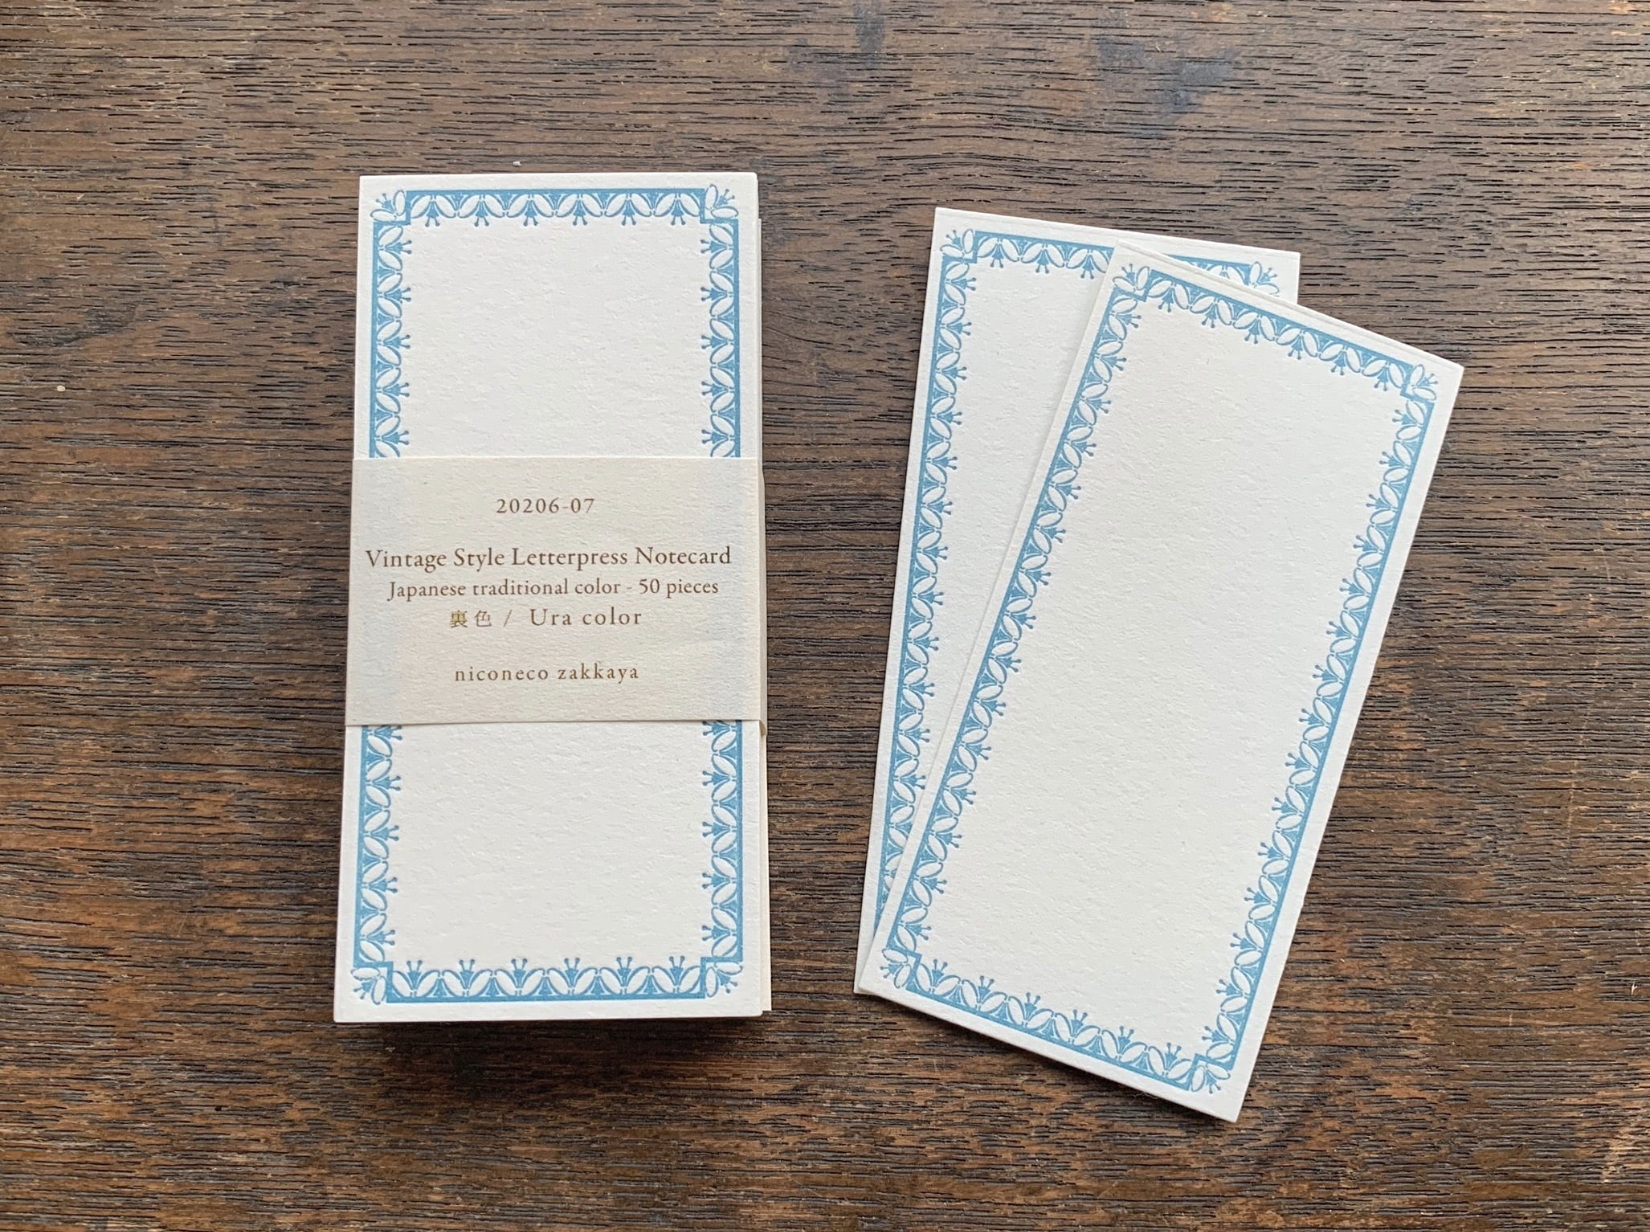 20206-07
Vintage Style Letterpress Notecard
Japanese traditional color - 50 pieces
裏色 / Ura color
niconeco zakkaya